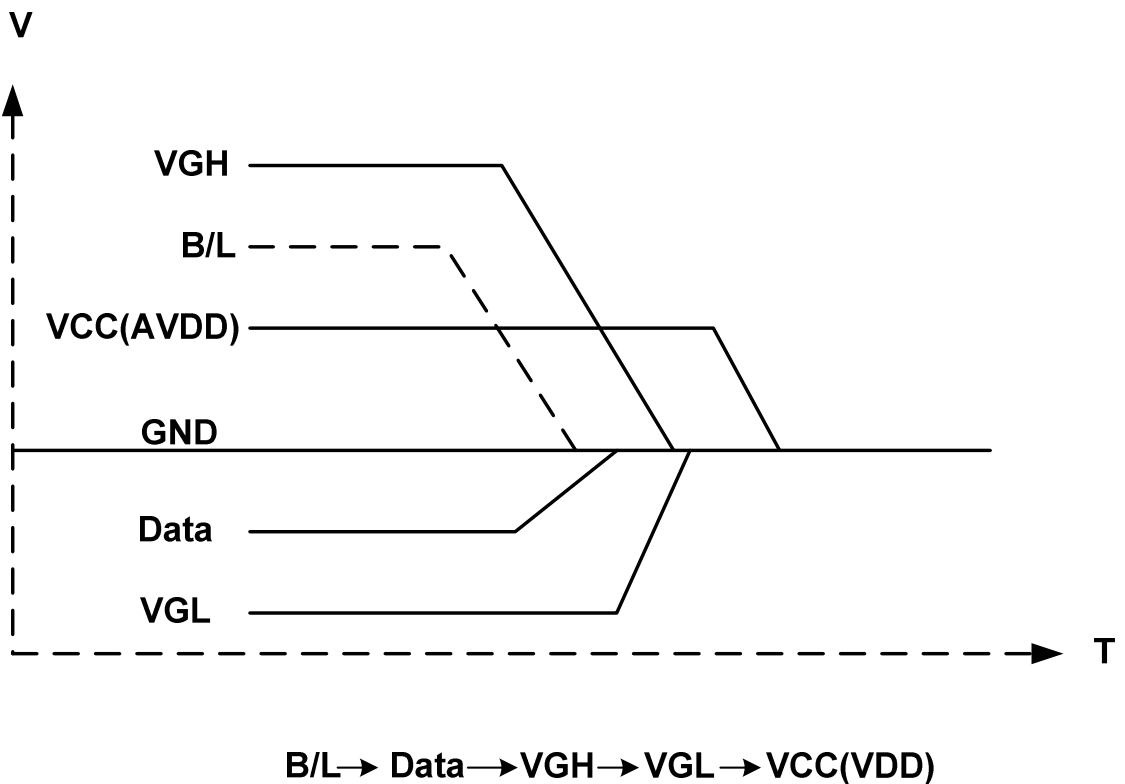 V
VGH
B/L
VCC(AVDD)
GND
Data
VGL
T
B/L→ Data→VGH→VGL→VCC(VDD)